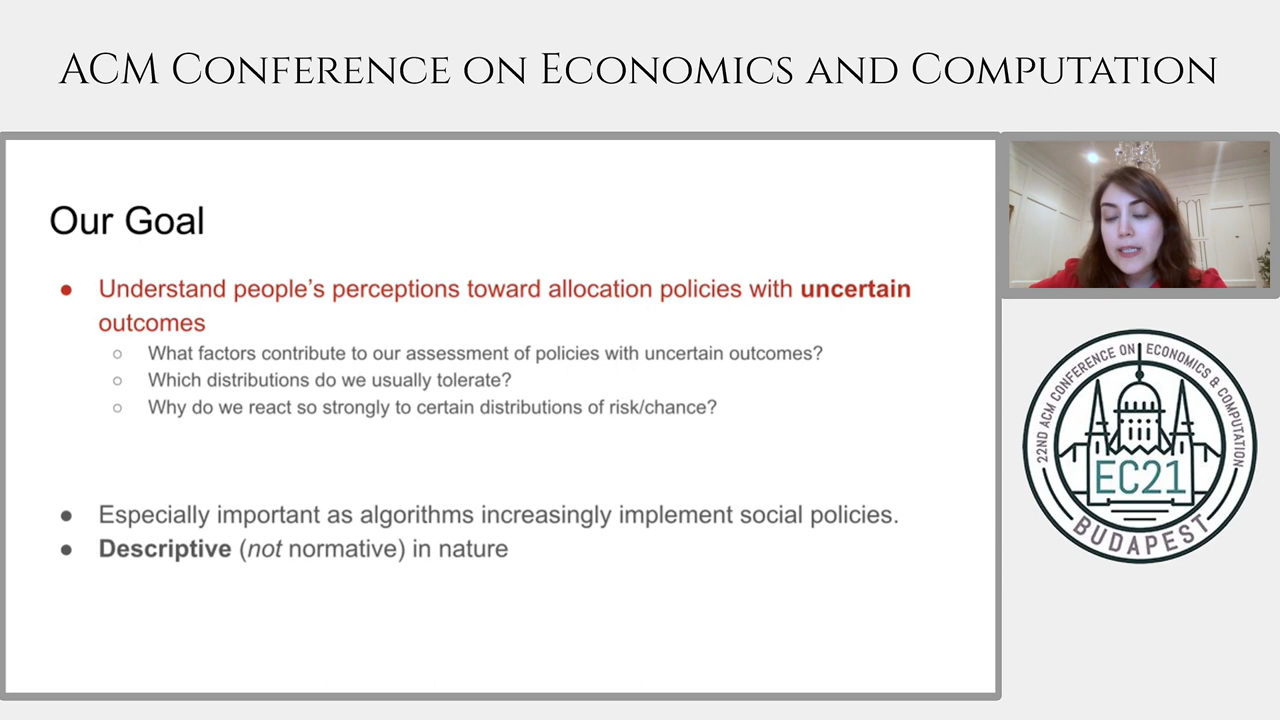 ACM Conference on Economics and Computation
Our Goal
● Understand people's perceptions toward allocation policies with uncertain
outcomes
○ What factors contribute to our assessment of policies with uncertain outcomes?
○ Which distributions do we usually tolerate?
○ Why do we react so strongly to certain distributions of risk/chance?
● Especially important as algorithms increasingly implement social policies.
● Descriptive (not normative) in nature
22ND ACM CONFERENCE ON ECONOMICS & COMPUTATION
EC21
BUDAPEST